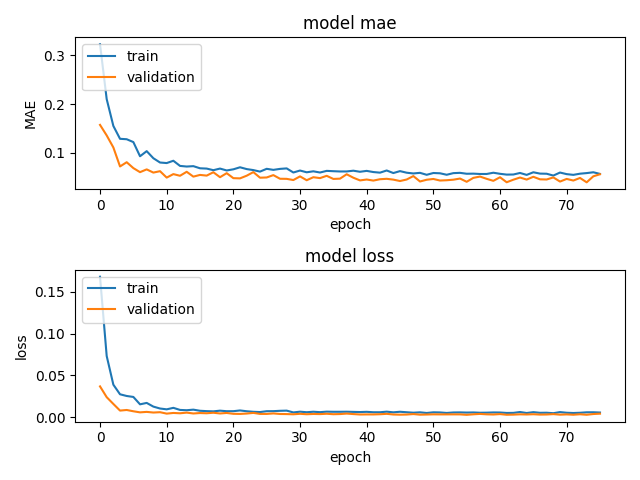 model mae
train
validation
0.3
0.2
0.1
MAE
0 10 20 30 40 50 60 70
epoch
model loss
train
validation
0.15
0.10
0.05
0.00
loss
0 10 20 30 40 50 60 70
epoch